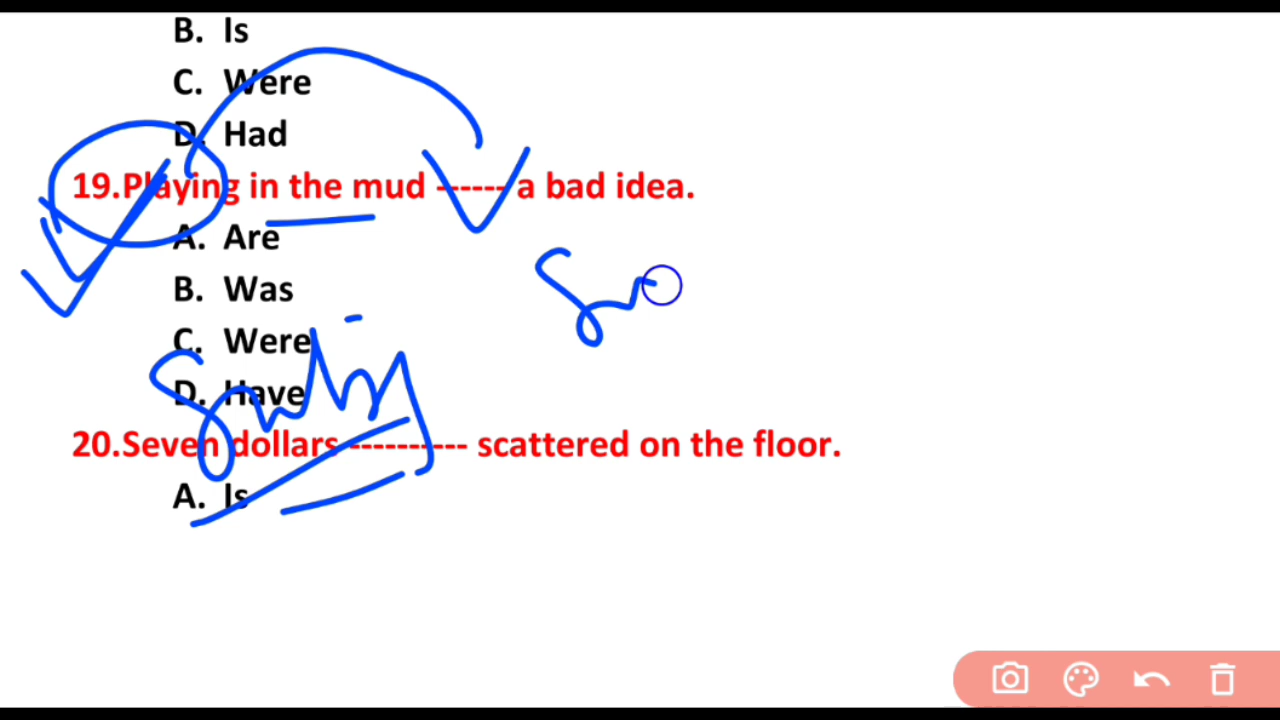 B. Is
C. Were
D. Had
19.Playing in the mud ------ a bad idea.
A. Are
B. Was
C. Were
D. Have
20.Seven dollars ---------- scattered on the floor.
A. Is